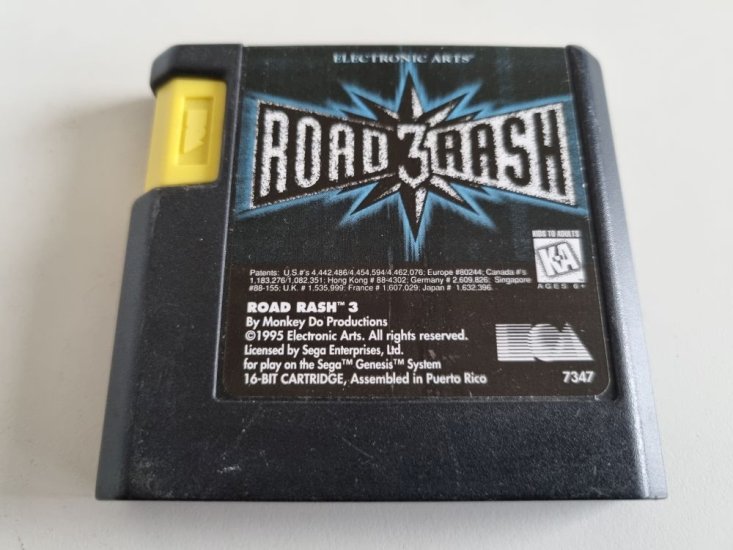 ELECTRONIC ARTS®
ROAD 3 RASH
KIDS TO ADULTS
K-A
AGES 6+
Patents: U.S.#'s 4,442,486/4,454,594/4,462,076; Europe #80244; Canada #'s
1,183,276/1,082,351; Hong Kong # 88-4302; Germany # 2,609,826; Singapore
#88-155; U.K. # 1,535,999; France # 1,607,029; Japan # 1,632,396
ROAD RASH™ 3
By Monkey Do Productions
©1995 Electronic Arts. All rights reserved.
Licensed by Sega Enterprises, Ltd.
for play on the Sega™ Genesis™ System
16-BIT CARTRIDGE, Assembled in Puerto Rico
EA
7347